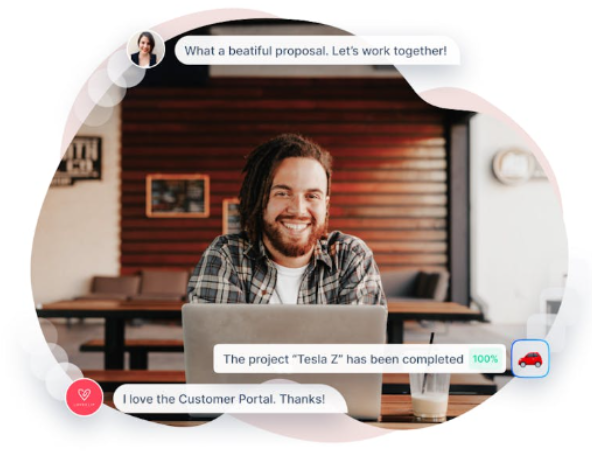 What a beatiful proposal. Let's work together!
The project "Tesla Z" has been completed 100%
I love the Customer Portal. Thanks!